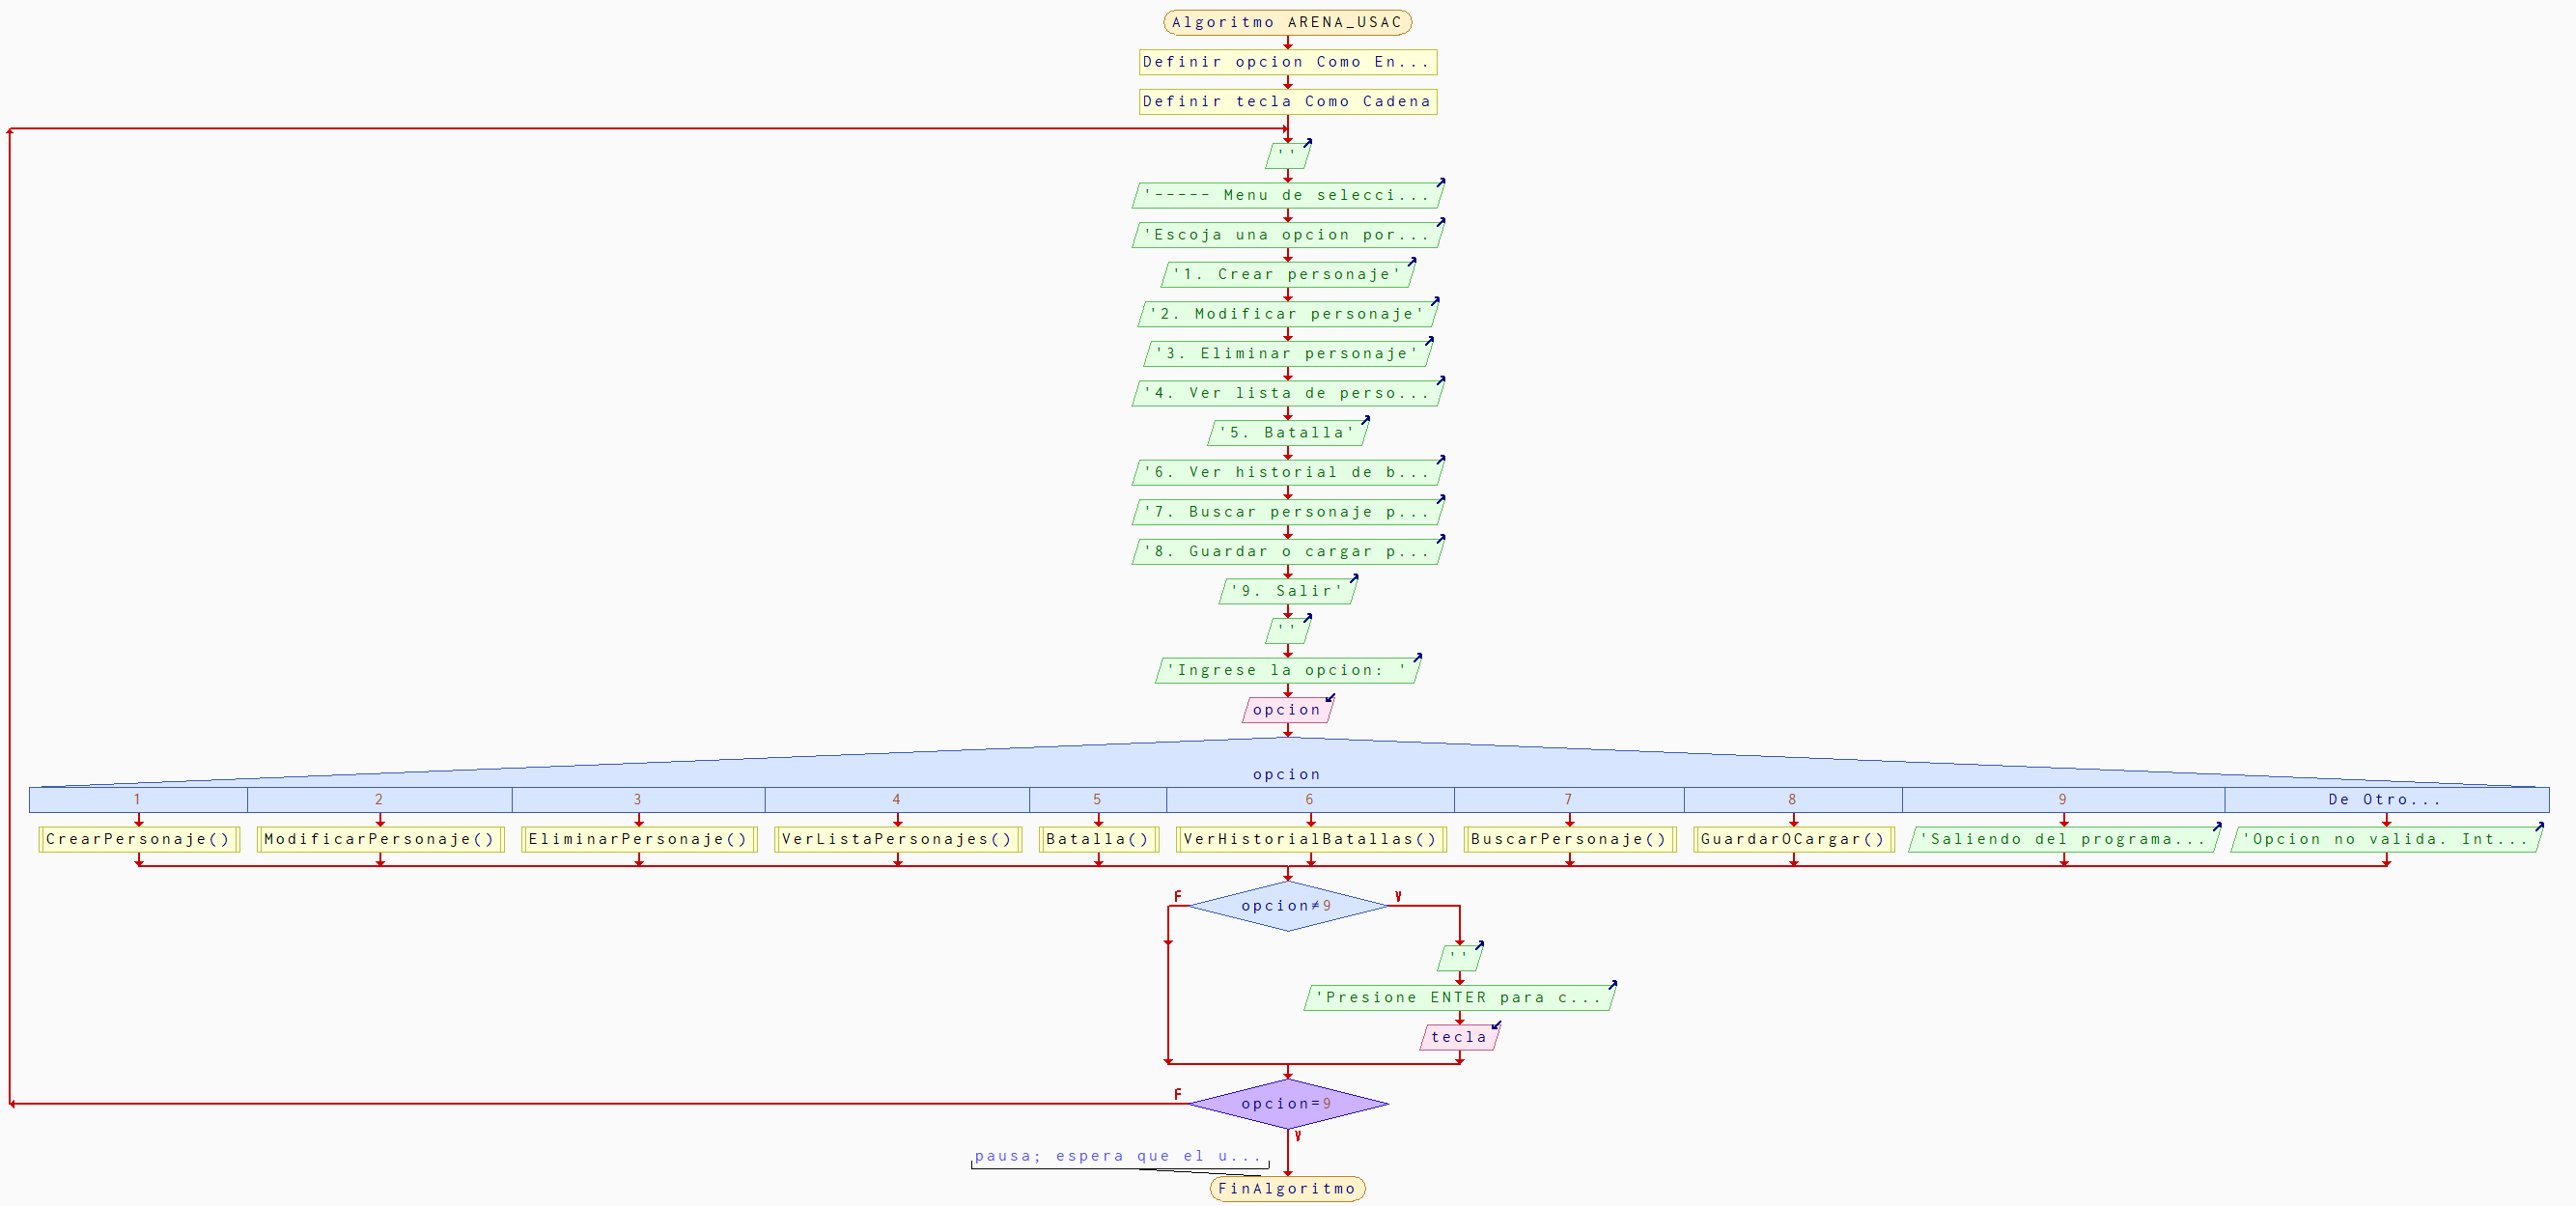 Algoritmo ARENA_USAC
Definir opcion Como En...
Definir tecla Como Cadena
''
'----- Menu de selecci...
'Escoja una opcion por...
'1. Crear personaje'
'2. Modificar personaje'
'3. Eliminar personaje'
'4. Ver lista de perso...
'5. Batalla'
'6. Ver historial de b...
'7. Buscar personaje p...
'8. Guardar o cargar p...
'9. Salir'
''
'Ingrese la opcion: '
opcion
opcion
1 2 3 4 5 6 7 8 9 De Otro...
CrearPersonaje() ModificarPersonaje() EliminarPersonaje() VerListaPersonajes() Batalla() VerHistorialBatallas() BuscarPersonaje() GuardarOCargar() 'Saliendo del programa... 'Opcion no valida. Int...
F opcion≠9 V
''
'Presione ENTER para c...
tecla
F
opcion=9
V
pausa; espera que el u...
FinAlgoritmo